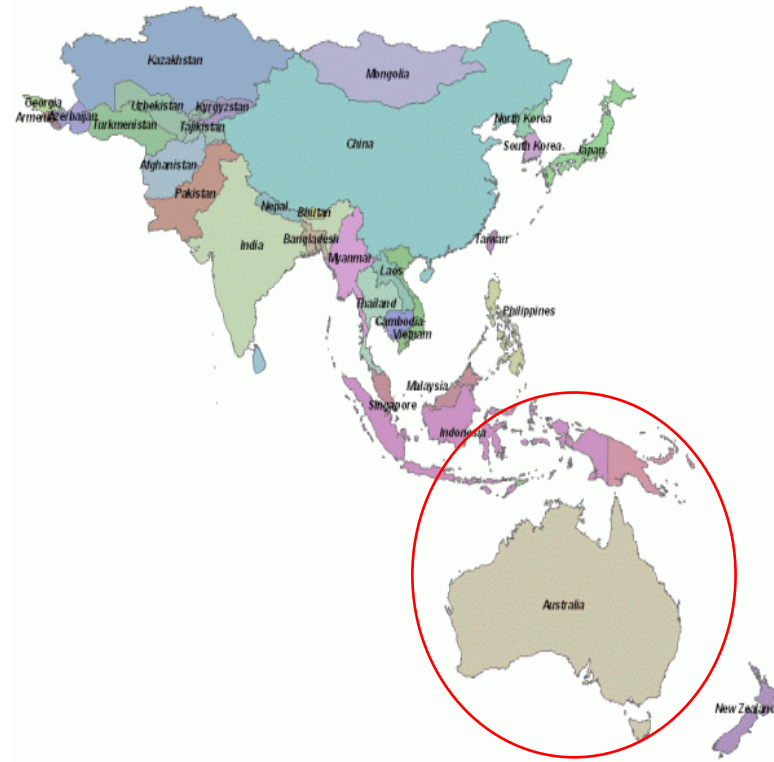 Kazakhstan
Mongolia
Georgia
Uzbekistan
Kyrgyzstan
Armenia
Azerbaijan
Turkmenistan
Tajikistan
North Korea
China
South Korea
Japan
Afghanistan
Pakistan
Nepal
Bhutan
India
Bangladesh
Taiwan
Myanmar
Laos
Thailand
Philippines
Cambodia
Vietnam
Malaysia
Singapore
Indonesia
Australia
New Zealand